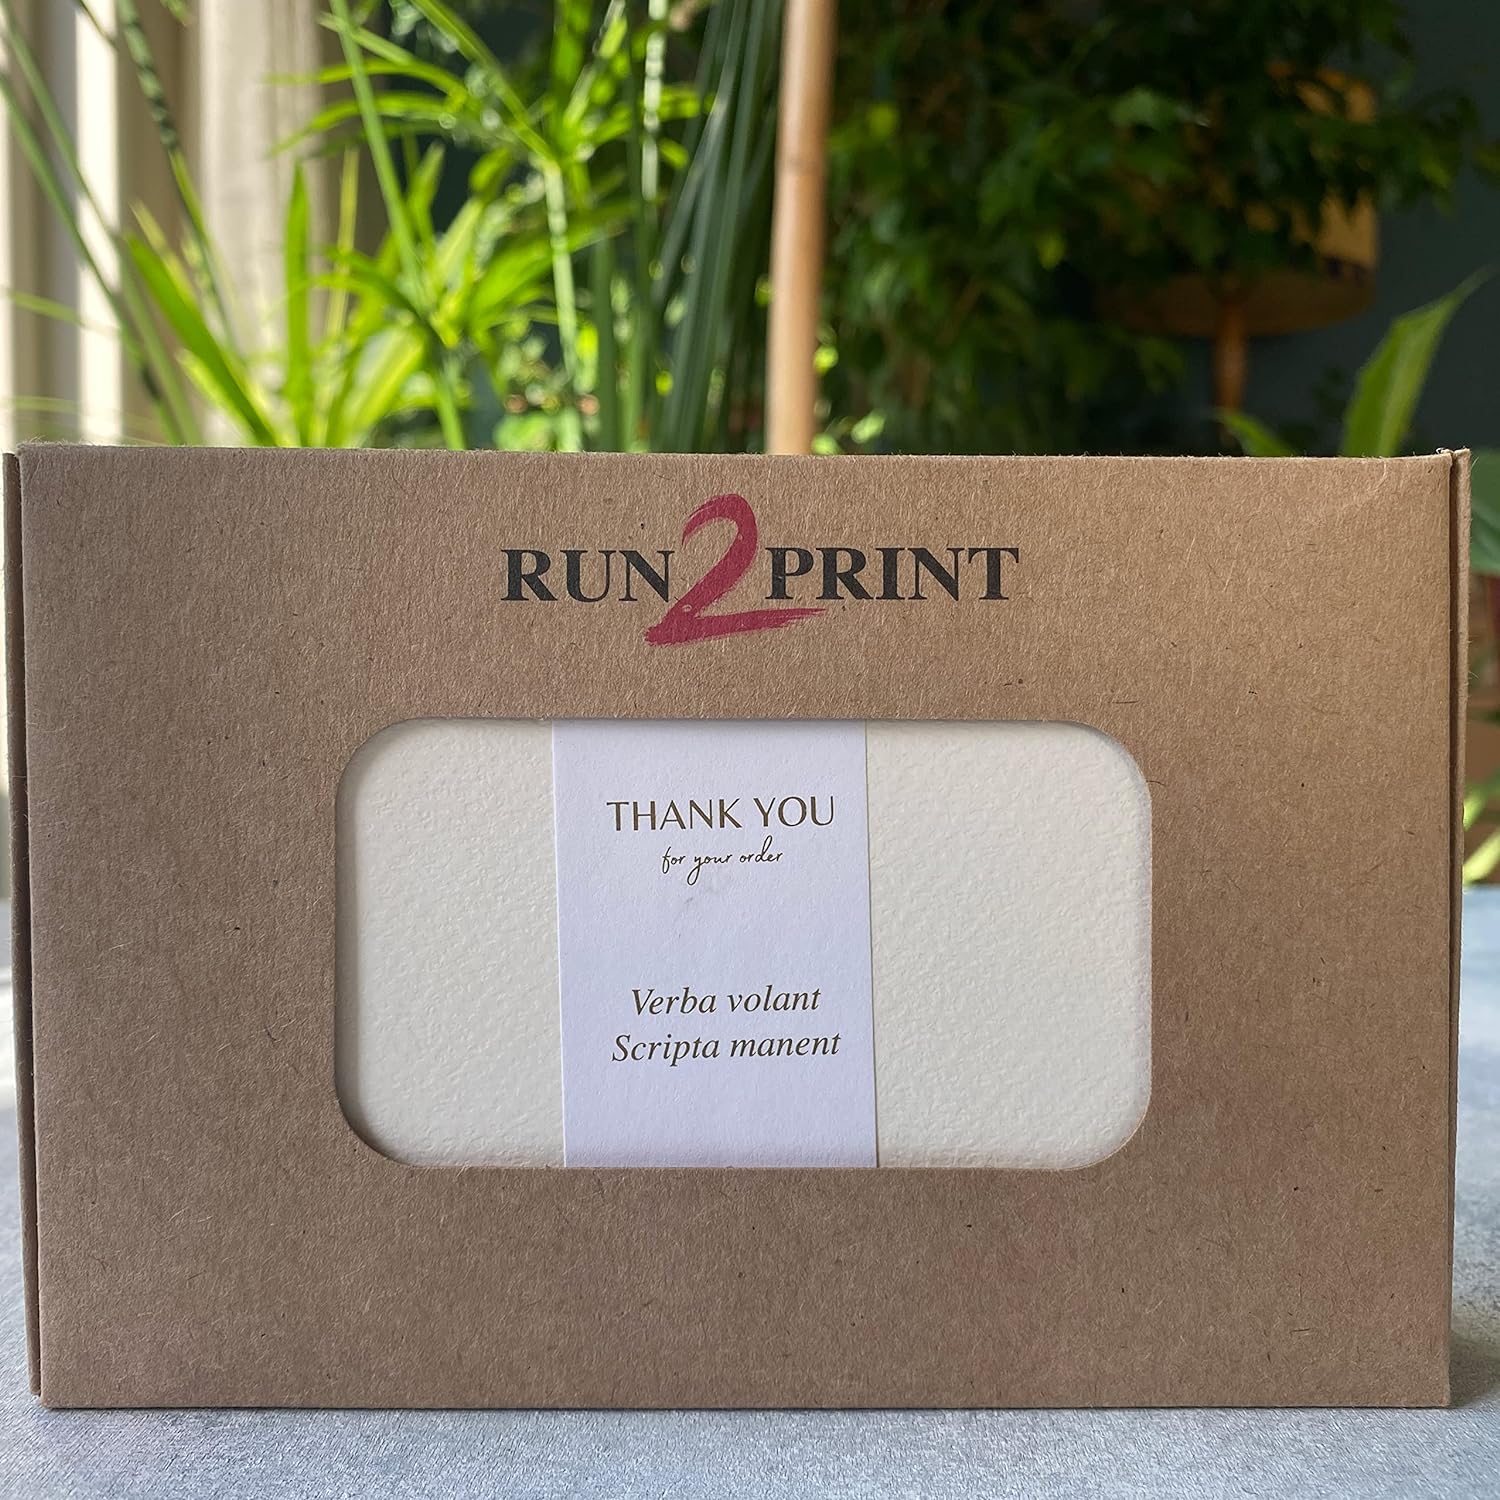 RUN2PRINT
THANK YOU
for your order
Verba volant
Scripta manent